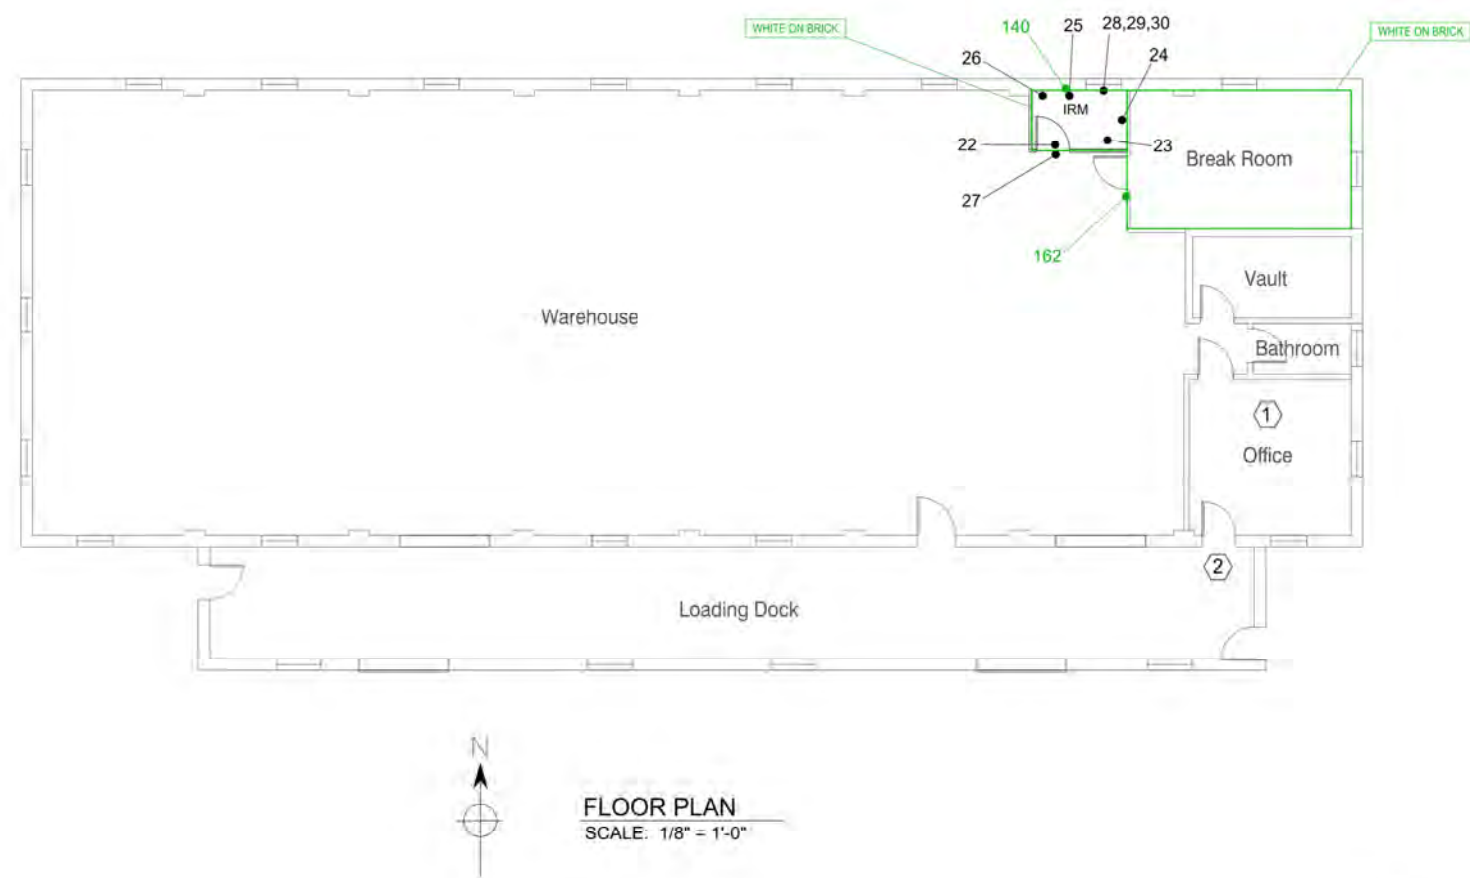 WHITE ON BRICK
140
25
28,29,30
WHITE ON BRICK
26
24
IRM
22
23
Break Room
27
162
Vault
Warehouse
Bathroom
1
Office
2
Loading Dock
N
FLOOR PLAN
SCALE: 1/8" = 1'-0"